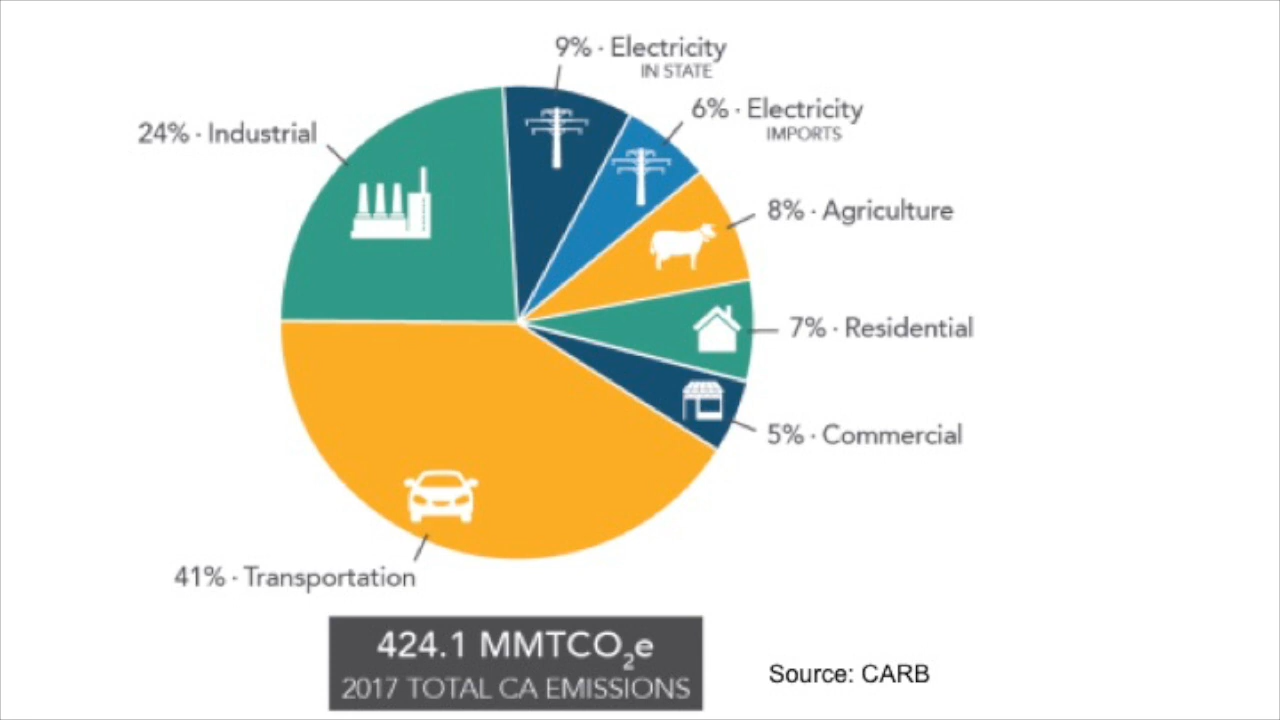 9% · Electricity
IN STATE
6% · Electricity
IMPORTS
24% · Industrial
8% · Agriculture
7% · Residential
5% · Commercial
41% · Transportation
424.1 MMTCO₂e
2017 TOTAL CA EMISSIONS
Source: CARB